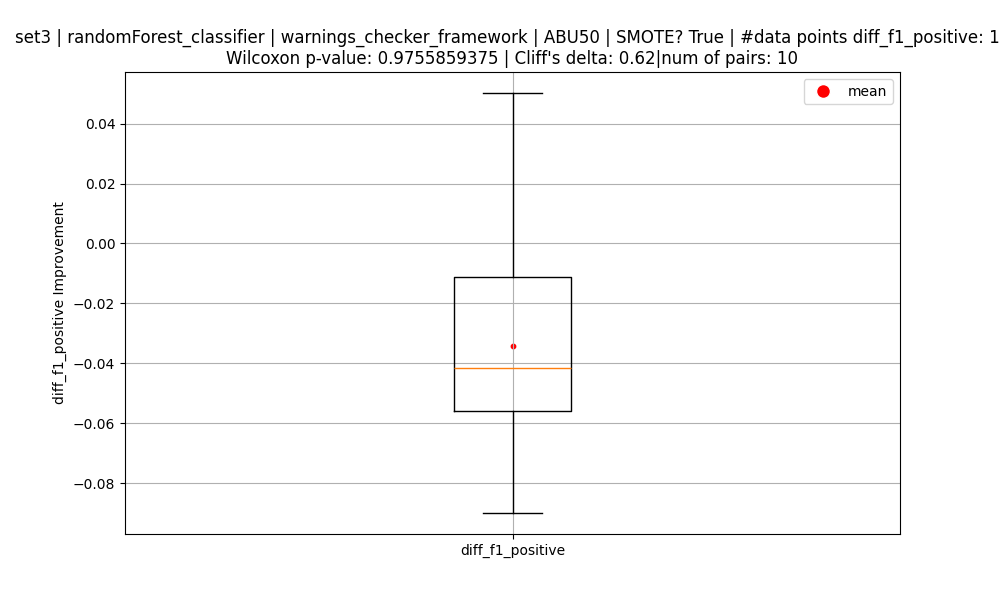 set3 | randomForest_classifier | warnings_checker_framework | ABU50 | SMOTE? True | #data points diff_f1_positive: 1
Wilcoxon p-value: 0.9755859375 | Cliff's delta: 0.62|num of pairs: 10
mean
0.04
0.02
0.00
−0.02
−0.04
−0.06
−0.08
diff_f1_positive Improvement
diff_f1_positive